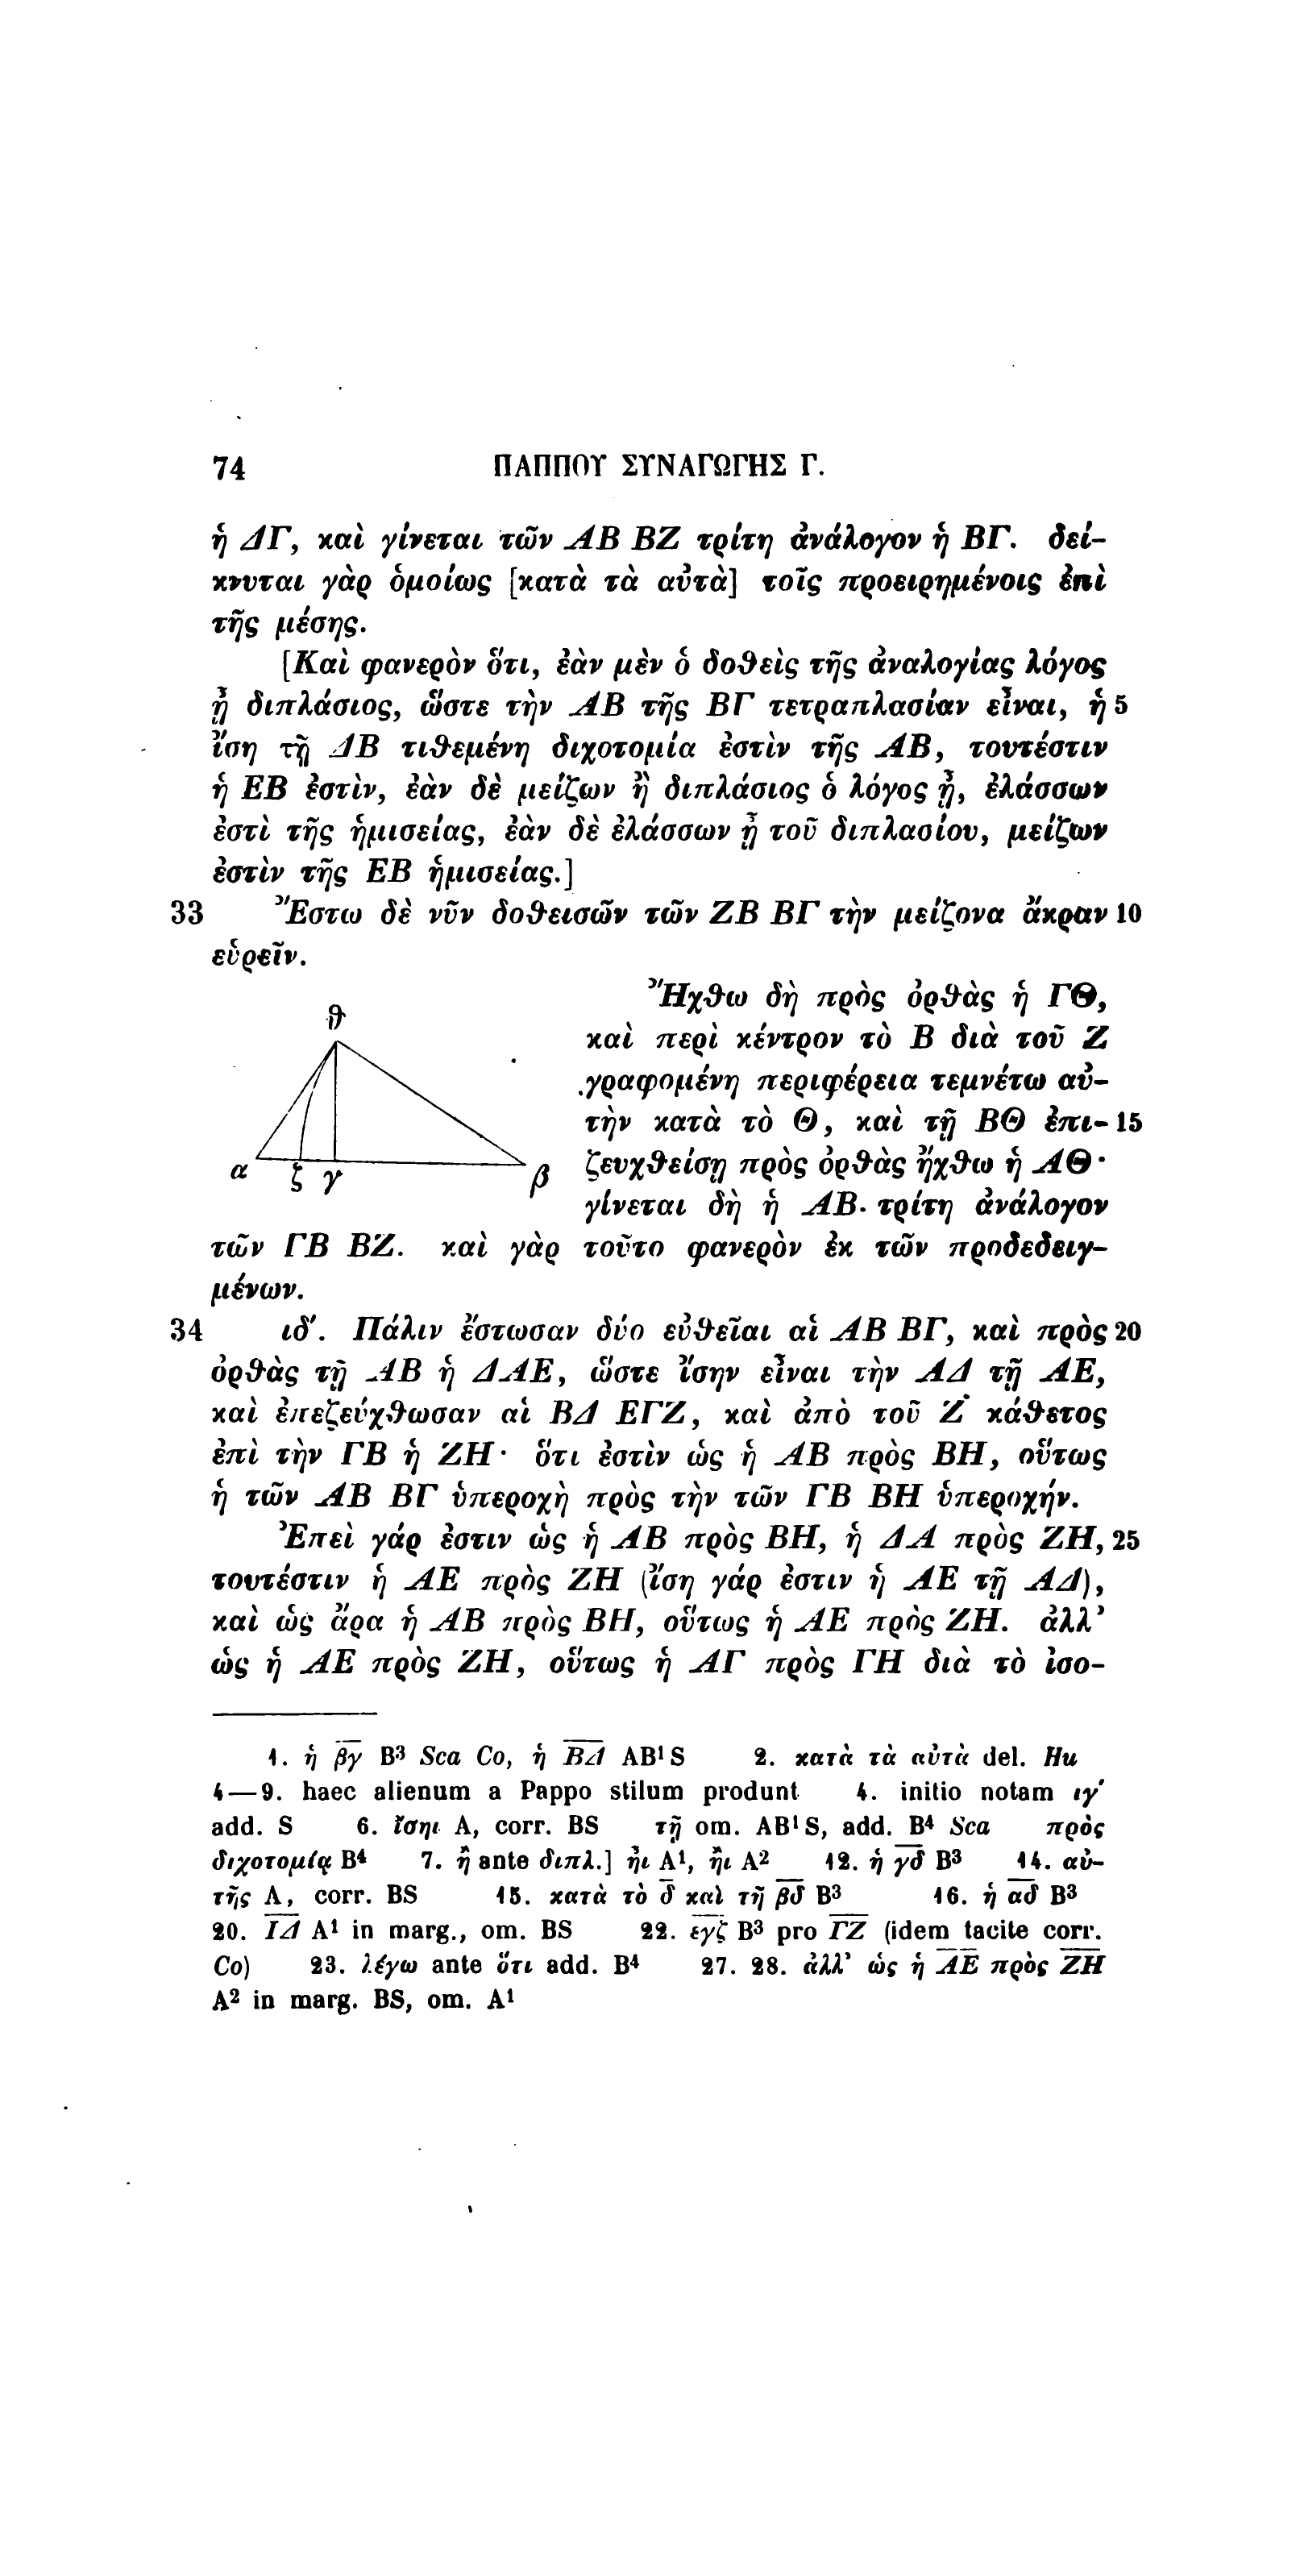 74 ΠΑΠΠΟΥ ΣΥΝΑΓΩΓΗΣ Γ.
ἡ ΔΓ, καὶ γίνεται τῶν ΑΒ ΒΖ τρίτη ἀνάλογον ἡ ΒΓ. δεί-
κνυται γὰρ ὁμοίως [κατὰ τὰ αὐτὰ] τοῖς προειρημένοις ἐπὶ
τῆς μέσης.
[Καὶ φανερὸν ὅτι, ἐὰν μὲν ὁ δοθεὶς τῆς ἀναλογίας λόγος
ᾖ διπλάσιος, ὥστε τὴν ΑΒ τῆς ΒΓ τετραπλασίαν εἶναι, ἡ 5
ἴση τῇ ΔΒ τιθεμένη διχοτομία ἐστὶν τῆς ΑΒ, τουτέστιν
ἡ ΕΒ ἐστὶν, ἐὰν δὲ μείζων ἢ διπλάσιος ὁ λόγος ᾖ, ἐλάσσων
ἐστὶ τῆς ἡμισείας, ἐὰν δὲ ἐλάσσων ᾖ τοῦ διπλασίου, μείζων
ἐστὶν τῆς ΕΒ ἡμισείας.]
33 Ἔστω δὲ νῦν δοθεισῶν τῶν ΖΒ ΒΓ τὴν μείζονα ἄκραν 10
εὑρεῖν.
Ἤχθω δὴ πρὸς ὀρθὰς ἡ ΓΘ,
καὶ περὶ κέντρον τὸ Β διὰ τοῦ Ζ
γραφομένη περιφέρεια τεμνέτω αὐ-
τὴν κατὰ τὸ Θ, καὶ τῇ ΒΘ ἐπι- 15
ζευχθείσῃ πρὸς ὀρθὰς ἤχθω ἡ ΑΘ·
γίνεται δὴ ἡ ΑΒ τρίτη ἀνάλογον
θ
α ζ γ β
τῶν ΓΒ ΒΖ. καὶ γὰρ τοῦτο φανερὸν ἐκ τῶν προδεδειγ-
μένων.
34 ιδ′. Πάλιν ἔστωσαν δύο εὐθεῖαι αἱ ΑΒ ΒΓ, καὶ πρὸς 20
ὀρθὰς τῇ ΑΒ ἡ ΔΑΕ, ὥστε ἴσην εἶναι τὴν ΑΔ τῇ ΑΕ,
καὶ ἐπεζεύχθωσαν αἱ ΒΔ ΕΓΖ, καὶ ἀπὸ τοῦ Ζ κάθετος
ἐπὶ τὴν ΓΒ ἡ ΖΗ· ὅτι ἐστὶν ὡς ἡ ΑΒ πρὸς ΒΗ, οὕτως
ἡ τῶν ΑΒ ΒΓ ὑπεροχὴ πρὸς τὴν τῶν ΓΒ ΒΗ ὑπεροχήν.
Ἐπεὶ γάρ ἐστιν ὡς ἡ ΑΒ πρὸς ΒΗ, ἡ ΔΑ πρὸς ΖΗ, 25
τουτέστιν ἡ ΑΕ πρὸς ΖΗ (ἴση γάρ ἐστιν ἡ ΑΕ τῇ ΑΔ),
καὶ ὡς ἄρα ἡ ΑΒ πρὸς ΒΗ, οὕτως ἡ ΑΕ πρὸς ΖΗ. ἀλλ’
ὡς ἡ ΑΕ πρὸς ΖΗ, οὕτως ἡ ΑΓ πρὸς ΓΗ διὰ τὸ ἰσο-
1. ἡ β̅γ̅ B³ Sca Co, ἡ Β̅Δ̅ AB¹S 2. κατὰ τὰ αὐτὰ del. Hu
4—9. haec alienum a Pappo stilum produnt 4. initio notam ιγ′
add. S 6. ἴσηι A, corr. BS τῇ om. AB¹S, add. B⁴ Sca πρὸς
διχοτομίᾳ B⁴ 7. ἢ ante διπλ.] ἡι A¹, ἤι A² 12. ἡ γ̅δ̅ B³ 14. αὐ-
τῆς A, corr. BS 15. κατὰ τὸ δ̅ καὶ τῇ β̅δ̅ B³ 16. ἡ α̅δ̅ B³
20. Ι̅Δ̅ A¹ in marg., om. BS 22. ε̅γ̅ζ̅ B³ pro Γ̅Ζ̅ (idem tacite corr.
Co) 23. λέγω ante ὅτι add. B⁴ 27. 28. ἀλλ’ ὡς ἡ Α̅Ε̅ πρὸς Ζ̅Η̅
A² in marg. BS, om. A¹